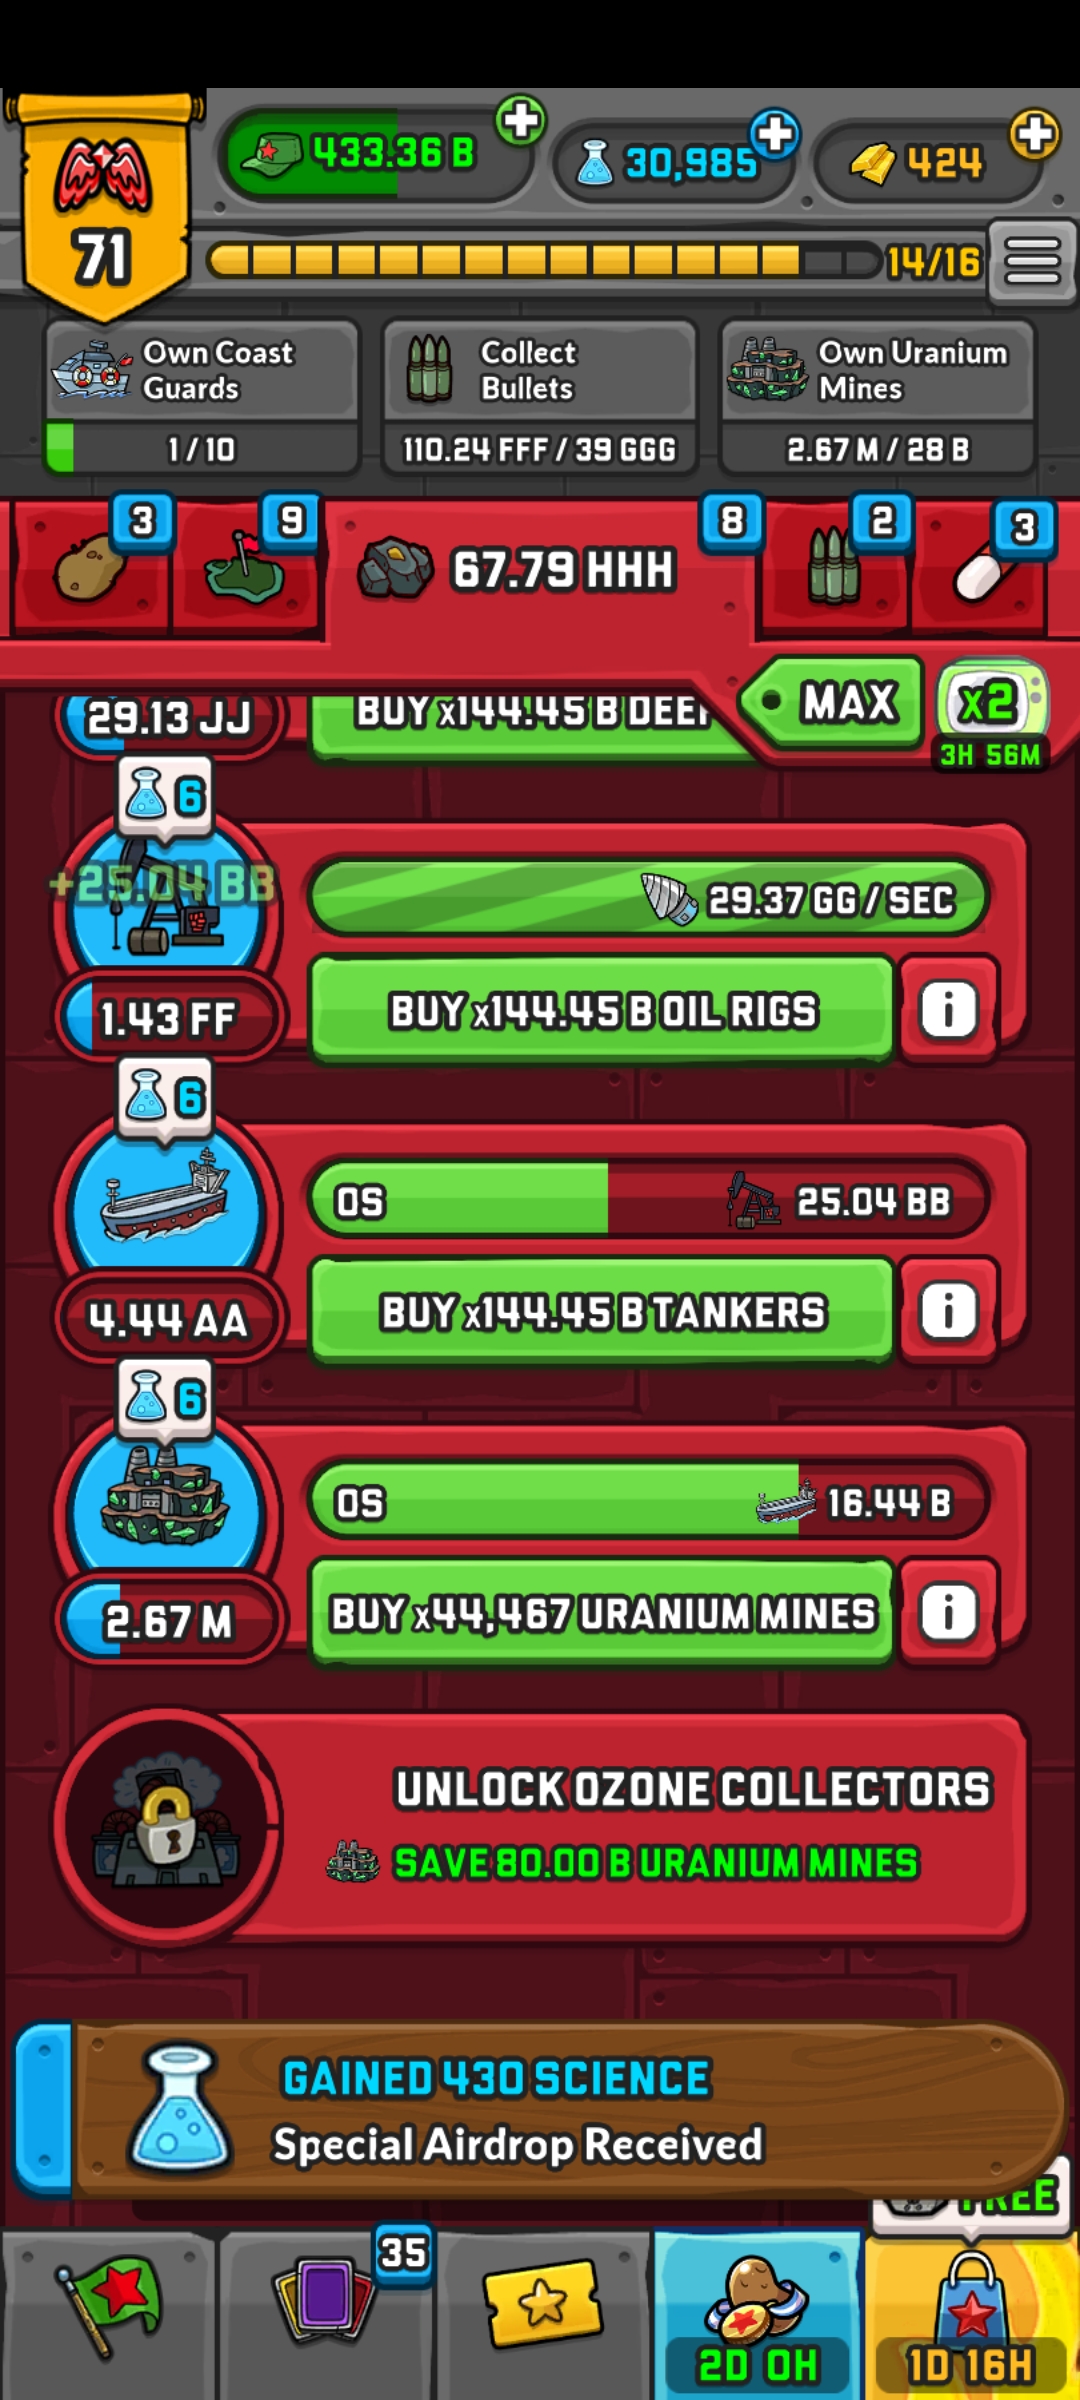 433.36 B
30,985
424
71
14/16
Own Coast
Guards
1/10
Collect
Bullets
110.24 FFF / 39 GGG
Own Uranium
Mines
2.67 M / 28 B
3
9
67.79 HHH
8
2
3
29.13 JJ
BUY x144.45 B DEEP
MAX
x2
3H 56M
6
+25.04 BB
29.37 GG / SEC
1.43 FF
BUY x144.45 B OIL RIGS
i
6
0S
25.04 BB
4.44 AA
BUY x144.45 B TANKERS
i
6
0S
16.44 B
2.67 M
BUY x44,467 URANIUM MINES
i
UNLOCK OZONE COLLECTORS
SAVE 80.00 B URANIUM MINES
GAINED 430 SCIENCE
Special Airdrop Received
FREE
35
2D 0H
1D 16H